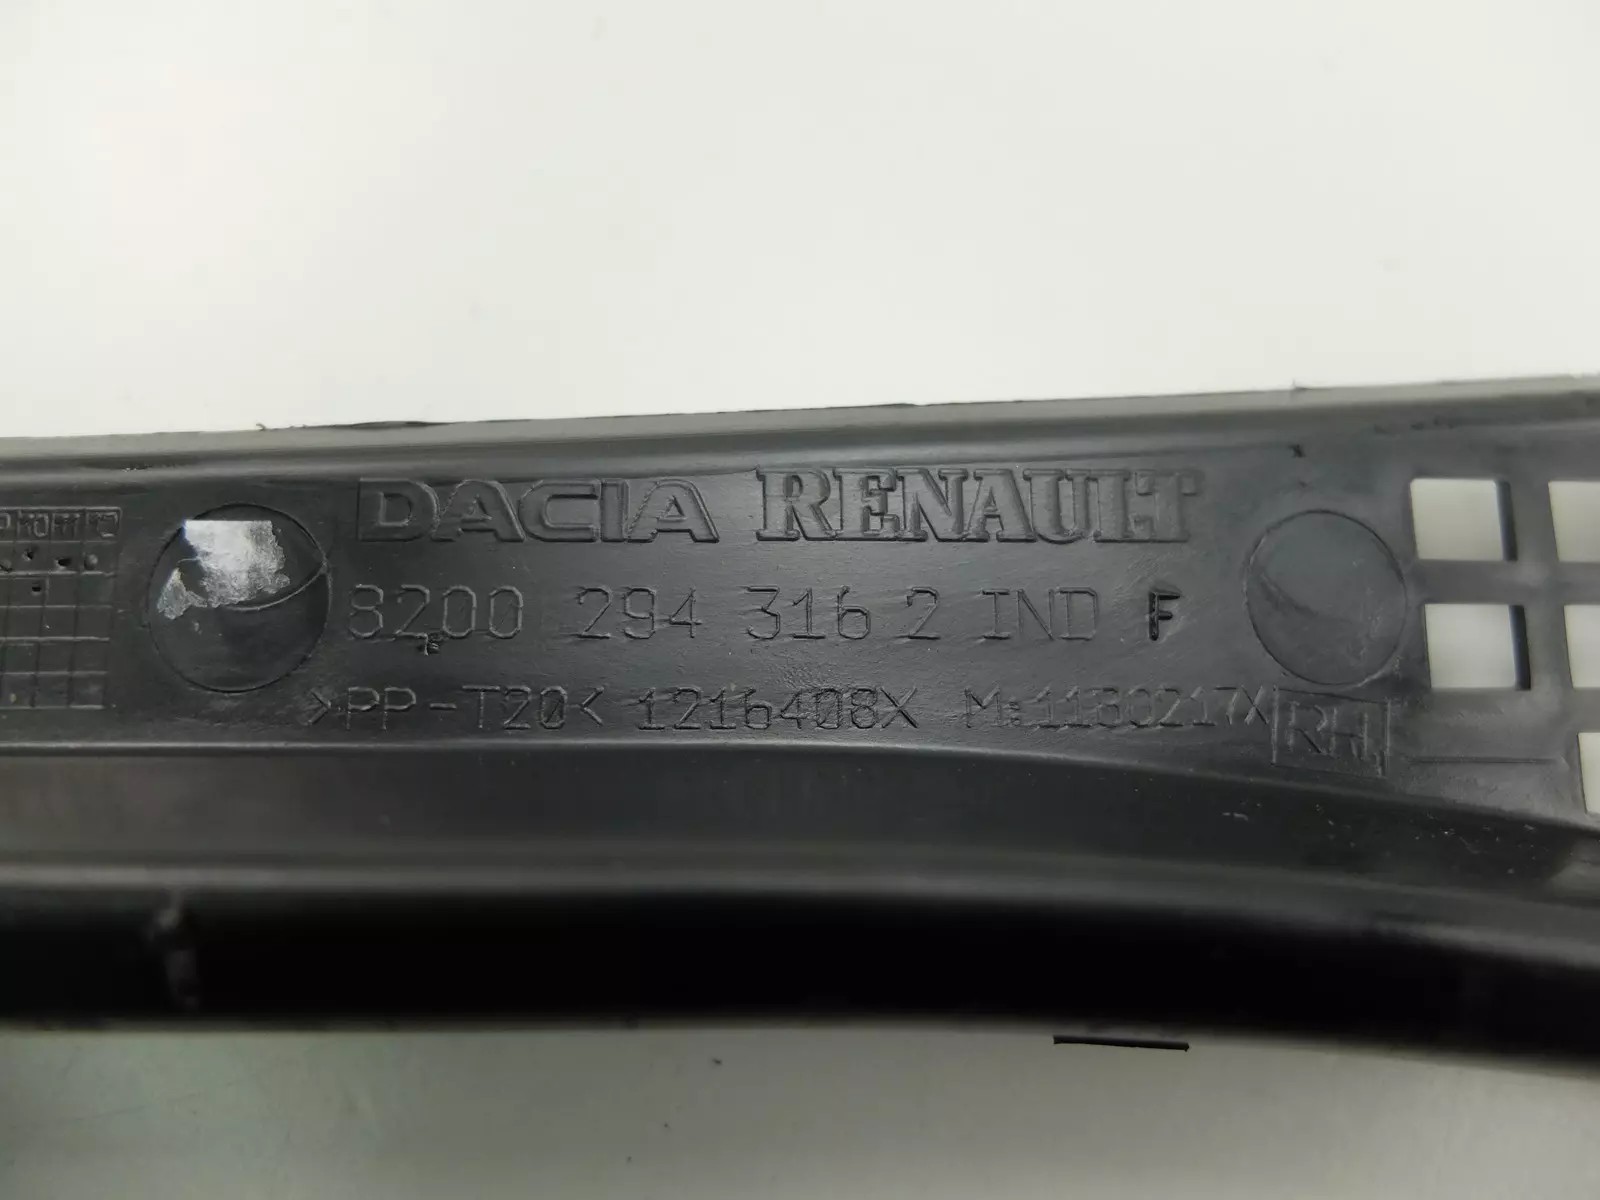 DACIA RENAULT
8200 294 316 2 IND F
>PP-T20< 1216408X M:1180217X
RH